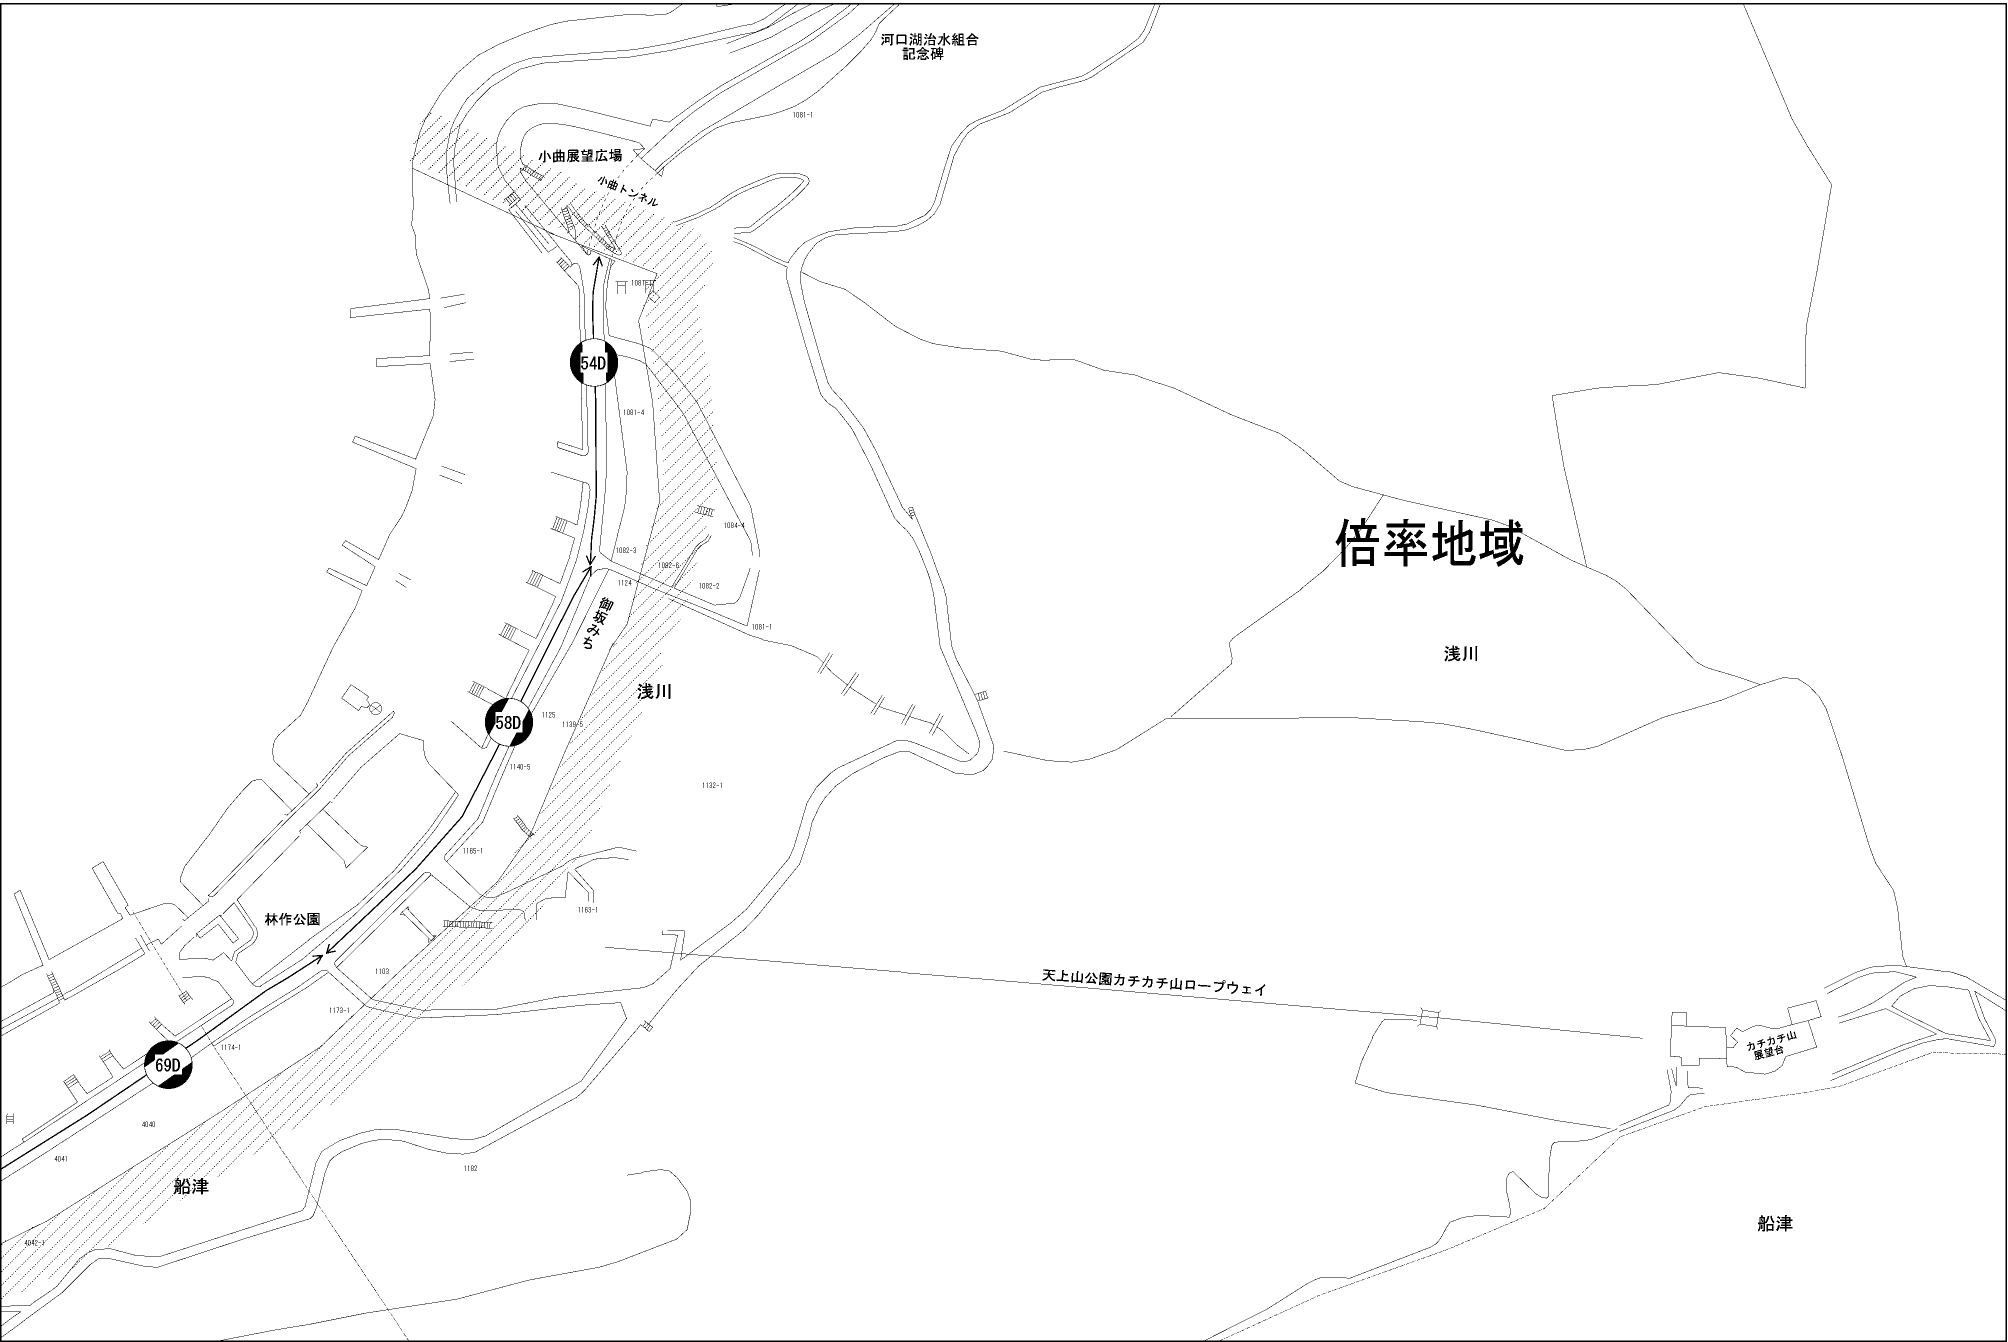 河口湖治水組合
記念碑
1081-1
小曲展望広場
小曲トンネル
54D
1081-4
1084-4
倍率地域
1082-3
1082-6
1124
1082-2
御坂みち
1081-1
浅川
浅川
58D
1125
1139-5
1140-5
1132-1
1165-1
1163-1
林作公園
1103
天上山公園カチカチ山ロープウェイ
1173-1
カチカチ山
展望台
1174-1
69D
4040
4041
1182
船津
船津
4042-1